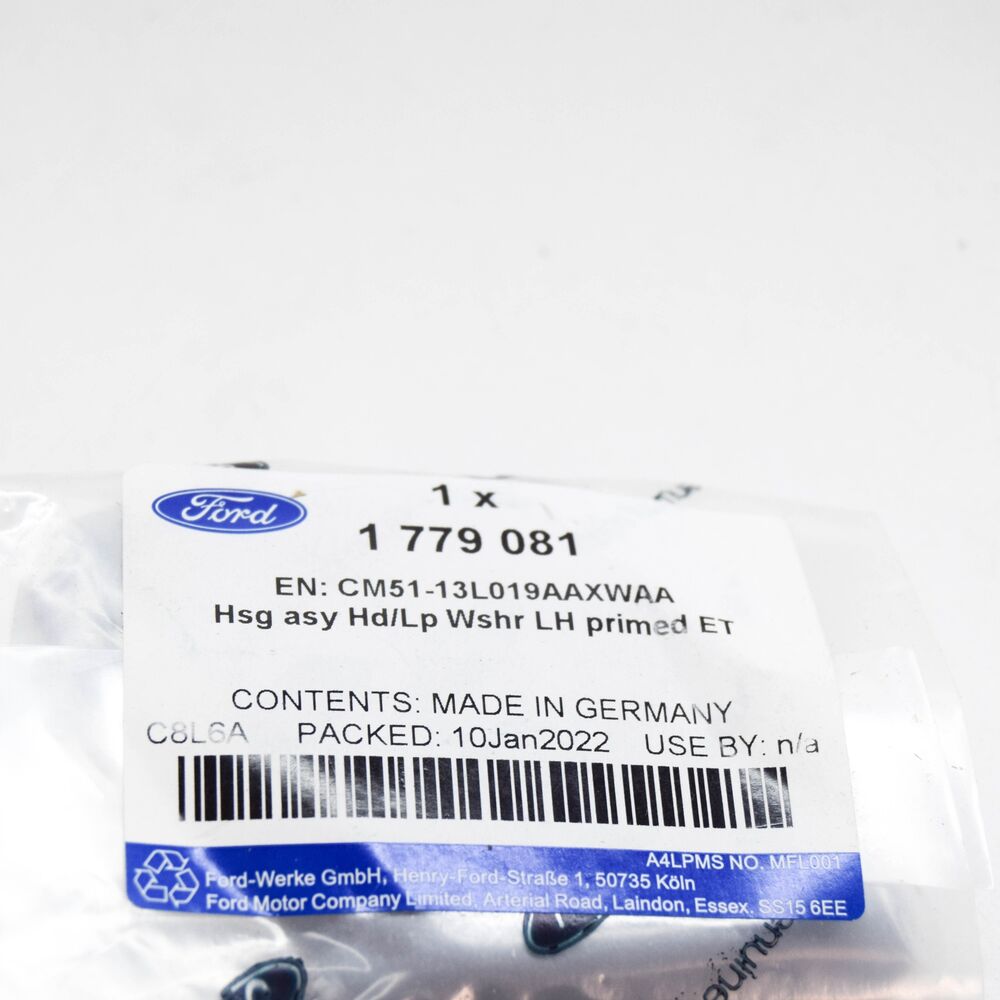 Ford
1 x
1 779 081
EN: CM51-13L019AAXWAA
Hsg asy Hd/Lp Wshr LH primed ET
CONTENTS: MADE IN GERMANY
C8L6A PACKED: 10Jan2022 USE BY: n/a
A4LPMS NO. MFL001
Ford-Werke GmbH, Henry-Ford-Straße 1, 50735 Köln
Ford Motor Company Limited, Arterial Road, Laindon, Essex. SS15 6EE